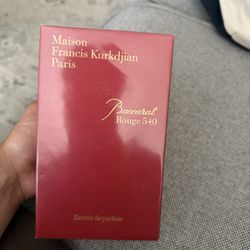 Maison
Francis Kurkdjian
Paris
Baccarat
Rouge 540
Extrait de parfum